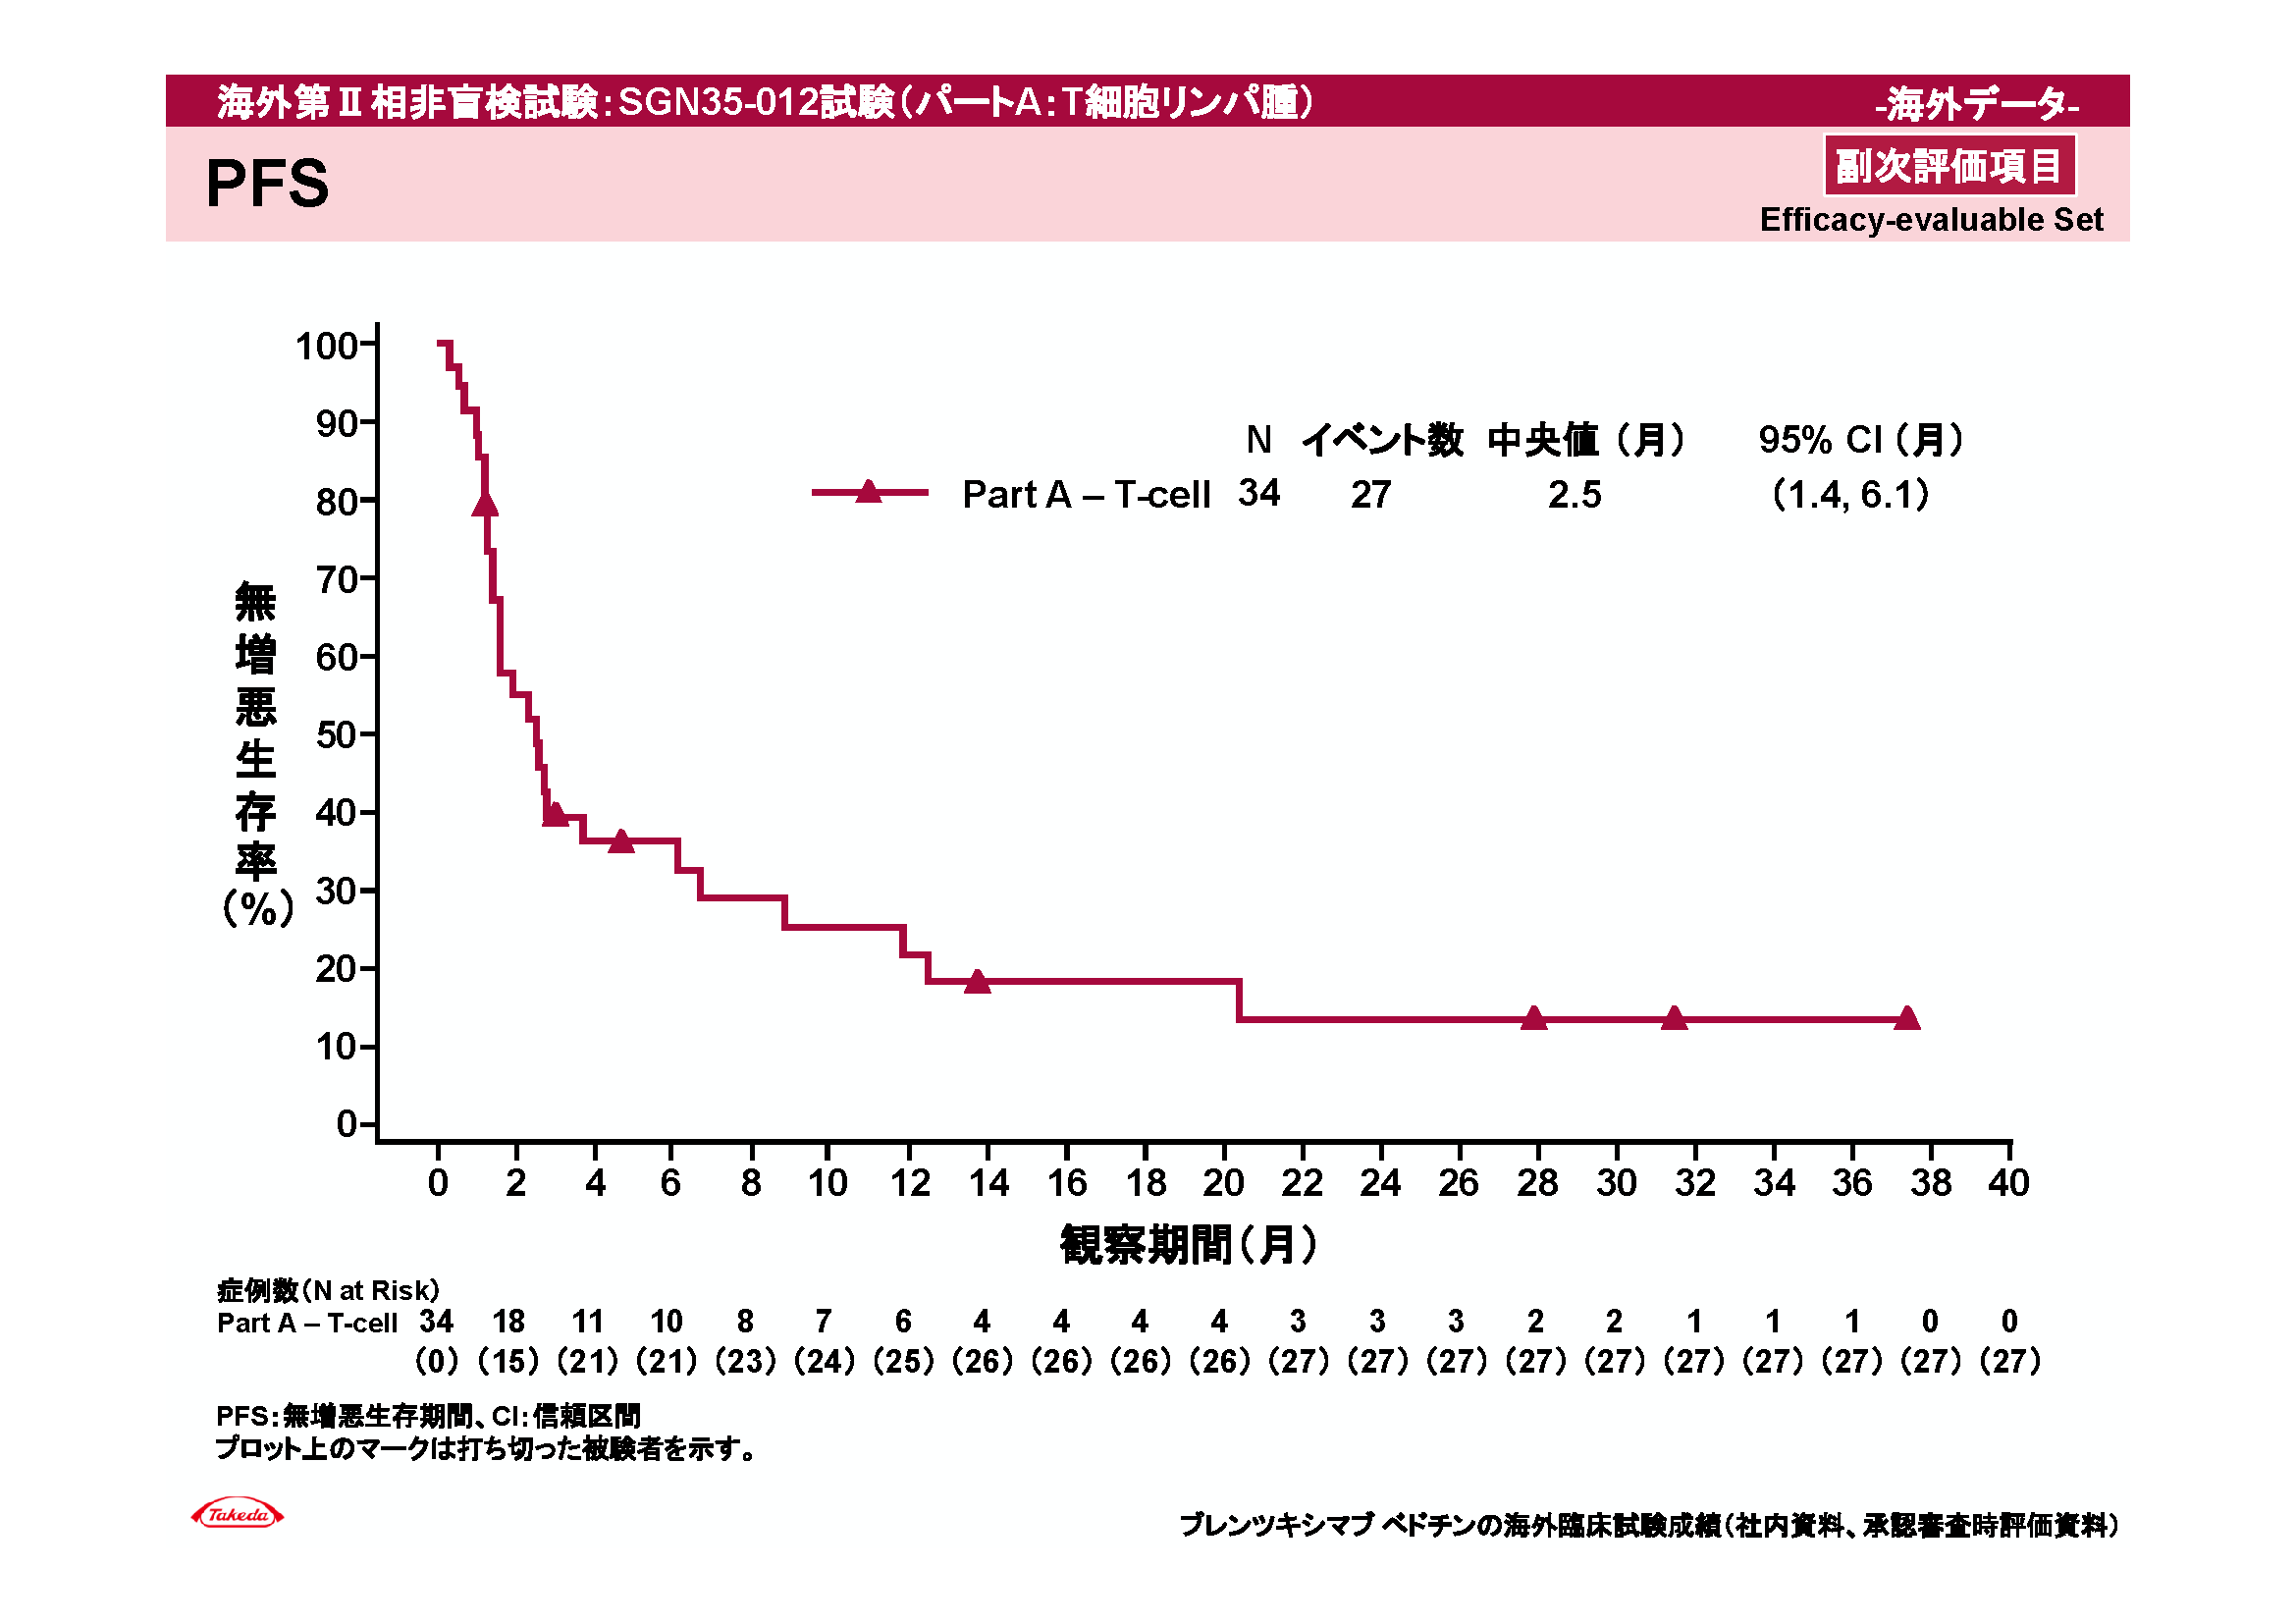 海外第Ⅱ相非盲検試験：SGN35-012試験（パートA：T細胞リンパ腫）
-海外データ-
PFS
副次評価項目
Efficacy-evaluable Set
N イベント数 中央値（月） 95% CI（月）
Part A – T-cell 34 27 2.5 （1.4, 6.1）
無増悪生存率（%）
100
90
80
70
60
50
40
30
20
10
0
0 2 4 6 8 10 12 14 16 18 20 22 24 26 28 30 32 34 36 38 40
観察期間（月）
症例数（N at Risk）
Part A – T-cell 34 18 11 10 8 7 6 4 4 4 4 3 3 3 2 2 1 1 1 0 0
（0）（15）（21）（21）（23）（24）（25）（26）（26）（26）（26）（27）（27）（27）（27）（27）（27）（27）（27）（27）（27）
PFS：無増悪生存期間、CI：信頼区間
プロット上のマークは打ち切った被験者を示す。
Takeda
ブレンツキシマブ ベドチンの海外臨床試験成績（社内資料、承認審査時評価資料）